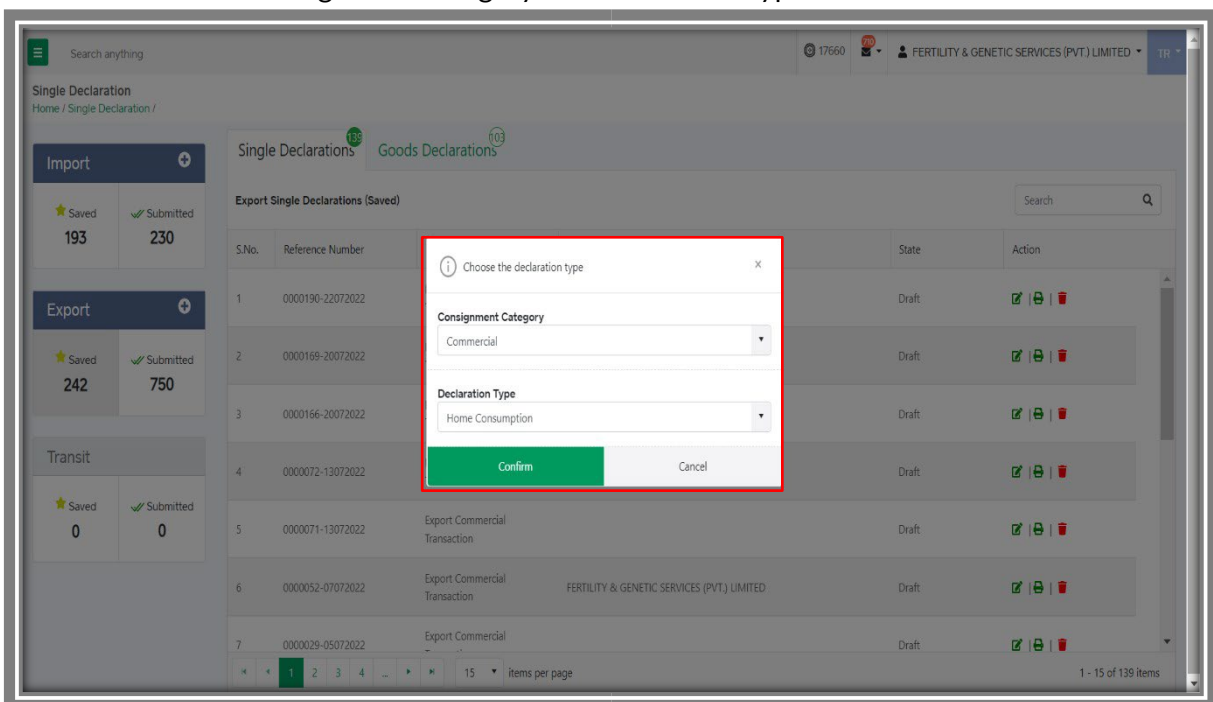 Search anything
17660
710
FERTILITY & GENETIC SERVICES (PVT.) LIMITED
TR
Single Declaration
Home / Single Declaration /
Import
Saved
Submitted
193
230
Export
Saved
Submitted
242
750
Transit
Saved
Submitted
0
0
Single Declarations
139
Goods Declarations
103
Export Single Declarations (Saved)
Search
S.No.
Reference Number
State
Action
1
0000190-22072022
Draft
2
0000169-20072022
Draft
3
0000166-20072022
Draft
4
0000072-13072022
Draft
5
0000071-13072022
Export Commercial
Transaction
Draft
6
0000052-07072022
Export Commercial
Transaction
FERTILITY & GENETIC SERVICES (PVT.) LIMITED
Draft
7
0000029-05072022
Export Commercial
Draft
Choose the declaration type
x
Consignment Category
Commercial
Declaration Type
Home Consumption
Confirm
Cancel
1 2 3 4 ...
15
items per page
1 - 15 of 139 items